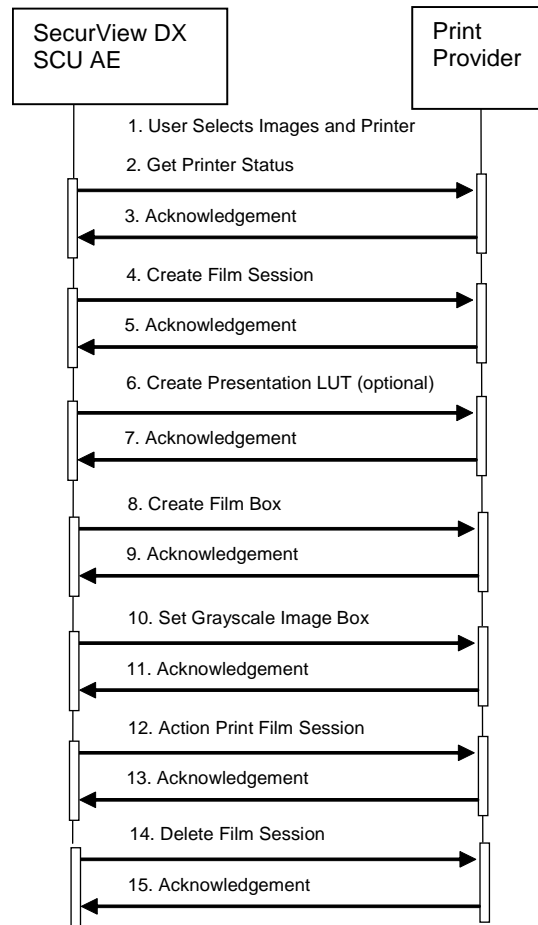 SecurView DX
SCU AE
Print
Provider
1. User Selects Images and Printer
2. Get Printer Status
3. Acknowledgement
4. Create Film Session
5. Acknowledgement
6. Create Presentation LUT (optional)
7. Acknowledgement
8. Create Film Box
9. Acknowledgement
10. Set Grayscale Image Box
11. Acknowledgement
12. Action Print Film Session
13. Acknowledgement
14. Delete Film Session
15. Acknowledgement